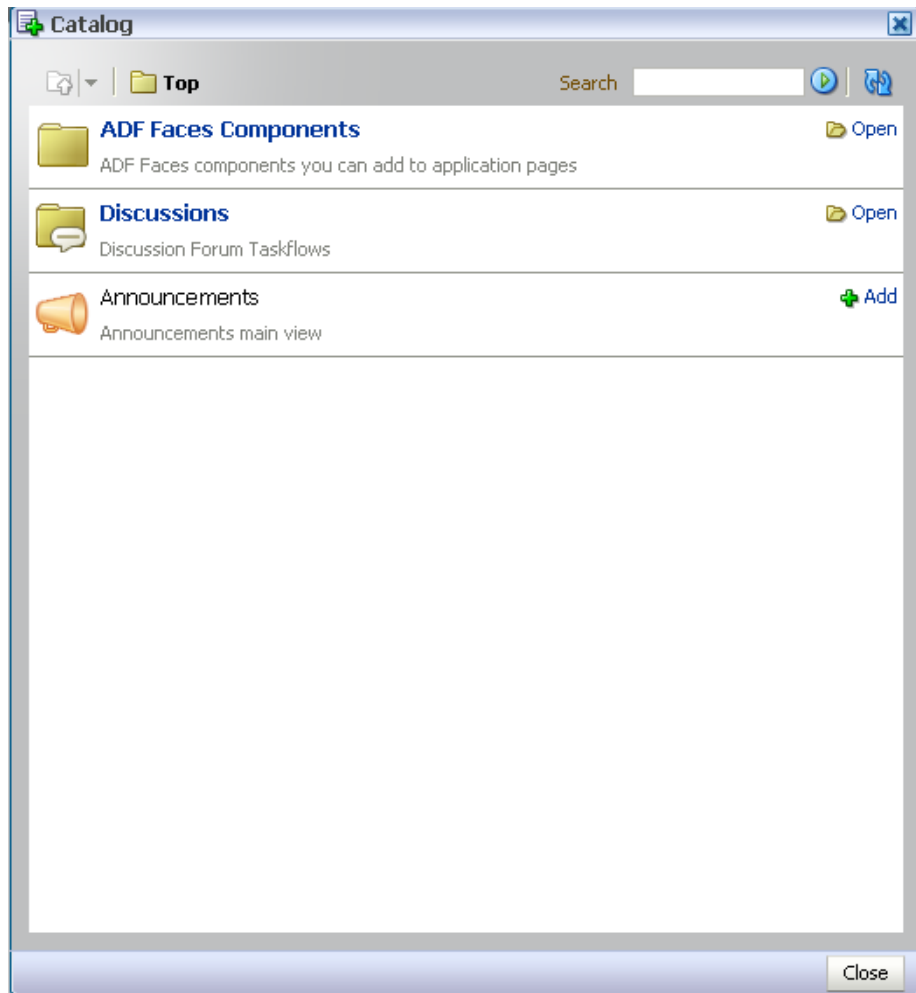 Catalog
Top Search
ADF Faces Components Open
ADF Faces components you can add to application pages
Discussions Open
Discussion Forum Taskflows
Announcements Add
Announcements main view
Close